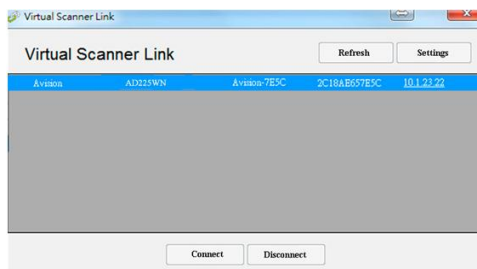 Virtual Scanner Link
Virtual Scanner Link
Refresh
Settings
Avision AD225WN Avision-7E5C 2C18AE657E5C 10.1.23.22
Connect
Disconnect